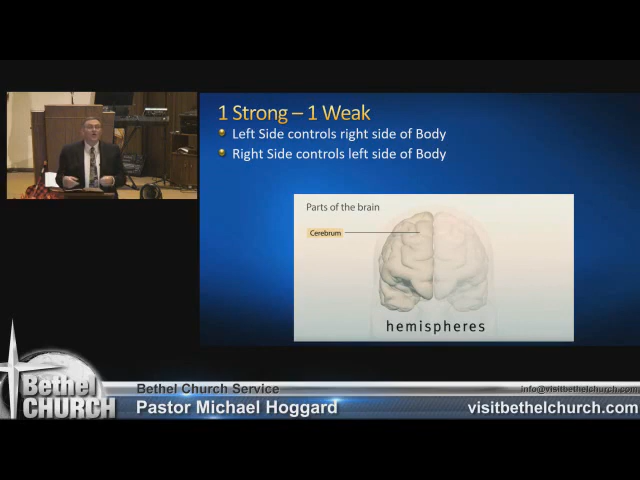 1 Strong – 1 Weak
Left Side controls right side of Body
Right Side controls left side of Body
Parts of the brain
Cerebrum
hemispheres
Bethel
CHURCH
Bethel Church Service
info@visitbethelchurch.com
Pastor Michael Hoggard
visitbethelchurch.com